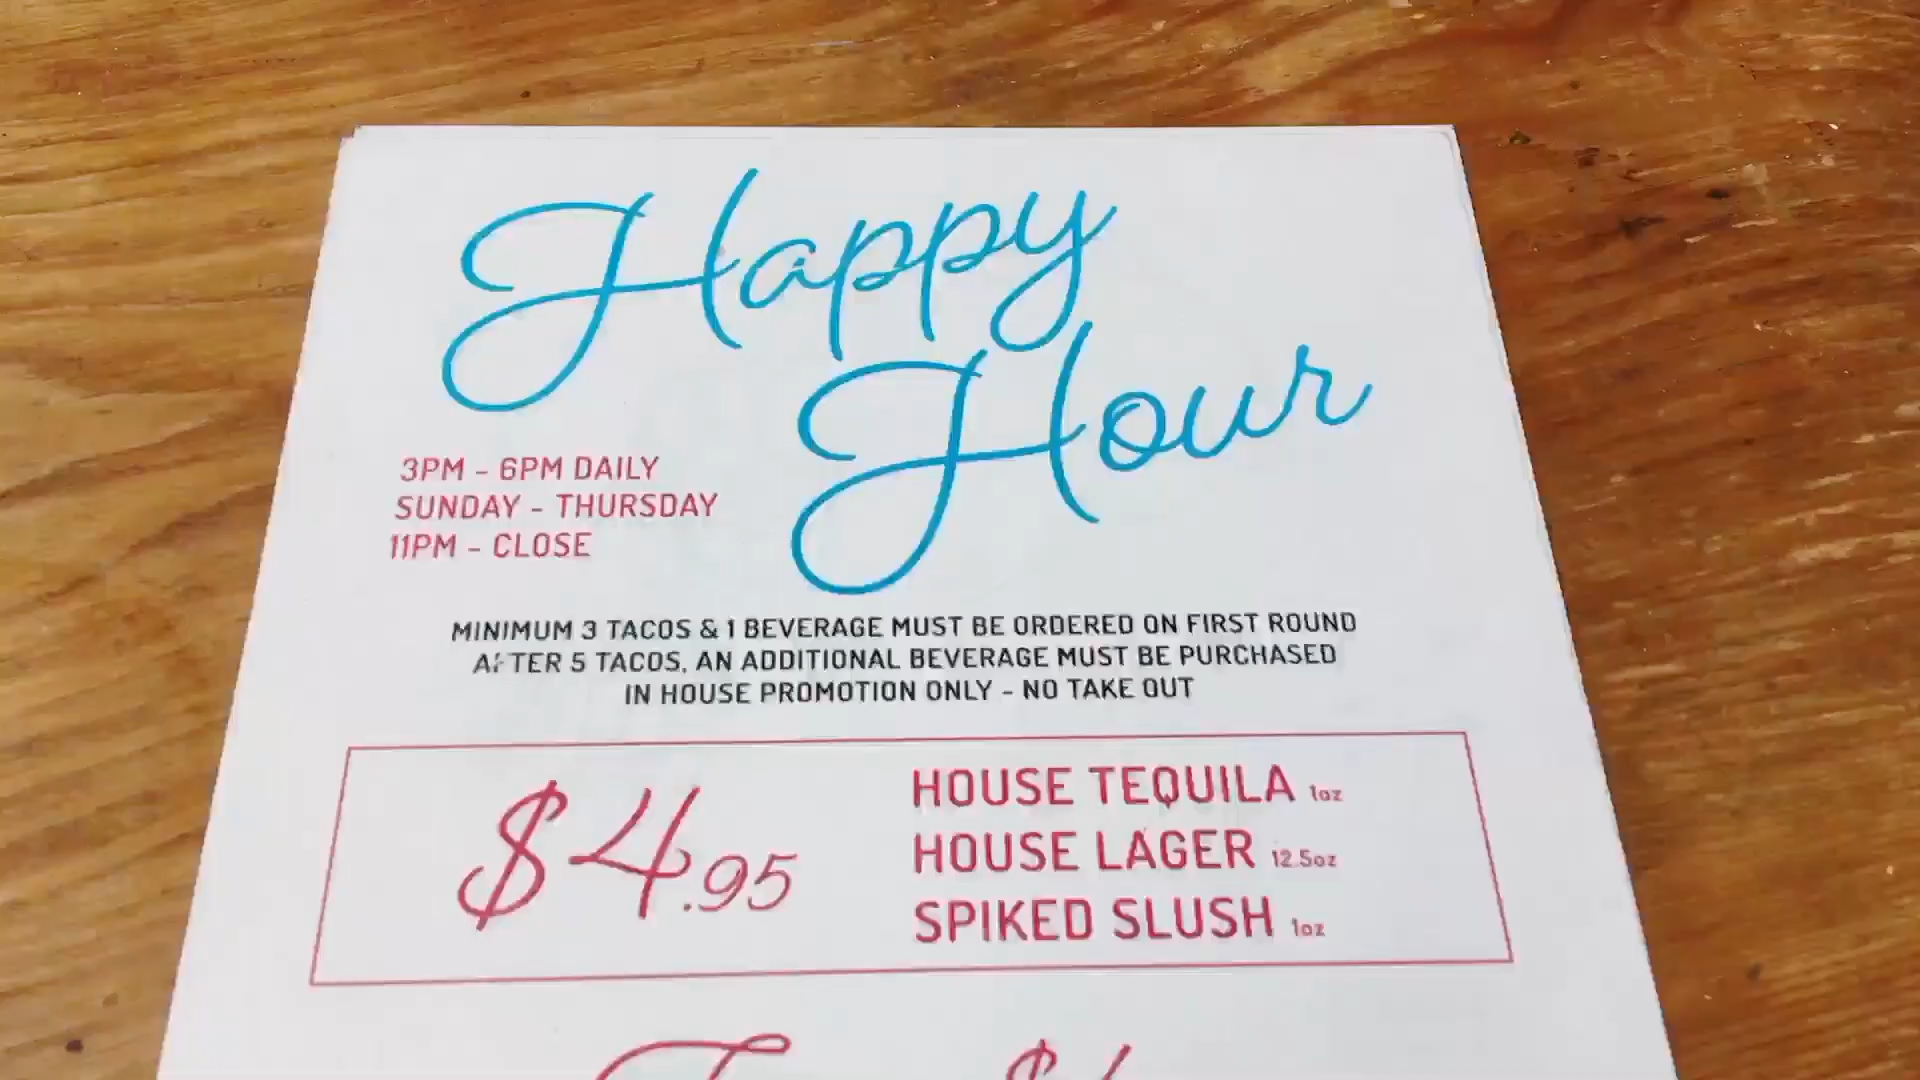 Happy
Hour
3PM - 6PM DAILY
SUNDAY - THURSDAY
11PM - CLOSE
MINIMUM 3 TACOS & 1 BEVERAGE MUST BE ORDERED ON FIRST ROUND
AFTER 5 TACOS, AN ADDITIONAL BEVERAGE MUST BE PURCHASED
IN HOUSE PROMOTION ONLY - NO TAKE OUT
$4.95
HOUSE TEQUILA 1oz
HOUSE LAGER 12.5oz
SPIKED SLUSH 1oz